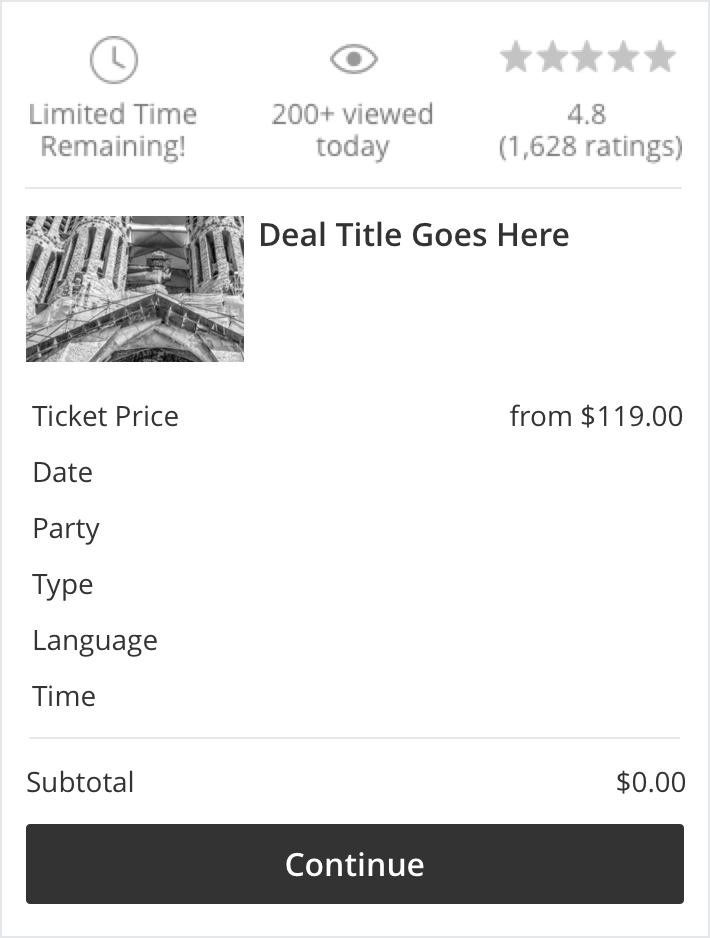 Limited Time
Remaining!
200+ viewed
today
4.8
(1,628 ratings)
Deal Title Goes Here
Ticket Price from $119.00
Date
Party
Type
Language
Time
Subtotal $0.00
Continue